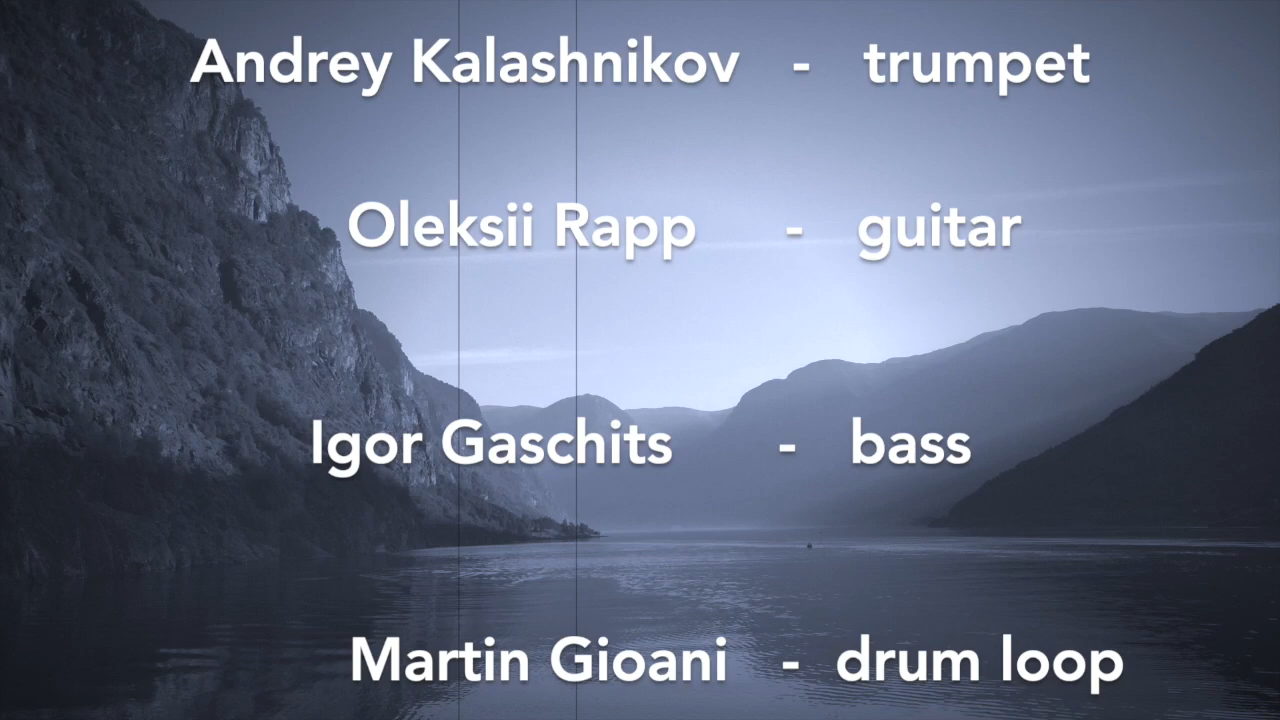 Andrey Kalashnikov - trumpet
Oleksii Rapp - guitar
Igor Gaschits - bass
Martin Gioani - drum loop